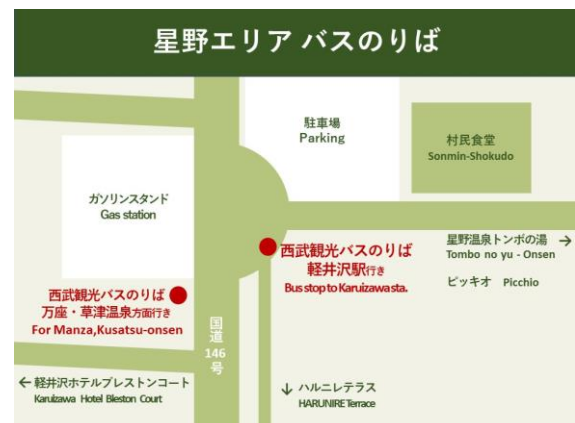 星野エリア バスのりば
駐車場
Parking
村民食堂
Sonmin-Shokudo
ガソリンスタンド
Gas station
西武観光バスのりば
軽井沢駅行き
Bus stop to Karuizawa sta.
星野温泉トンボの湯 →
Tombo no yu - Onsen
ピッキオ Picchio
西武観光バスのりば
万座・草津温泉方面行き
For Manza,Kusatsu-onsen
国道
146
号
← 軽井沢ホテルブレストンコート
Karuizawa Hotel Bleston Court
↓ ハルニレテラス
HARUNIRE Terrace